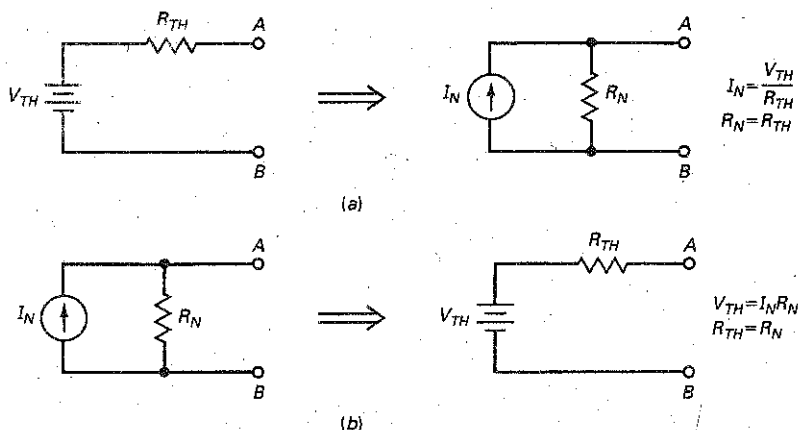 R_TH A
V_TH
B
A
I_N R_N
B
I_N = V_TH / R_TH
R_N = R_TH
(a)
A
I_N R_N
B
R_TH A
V_TH
B
V_TH = I_N R_N
R_TH = R_N
(b)